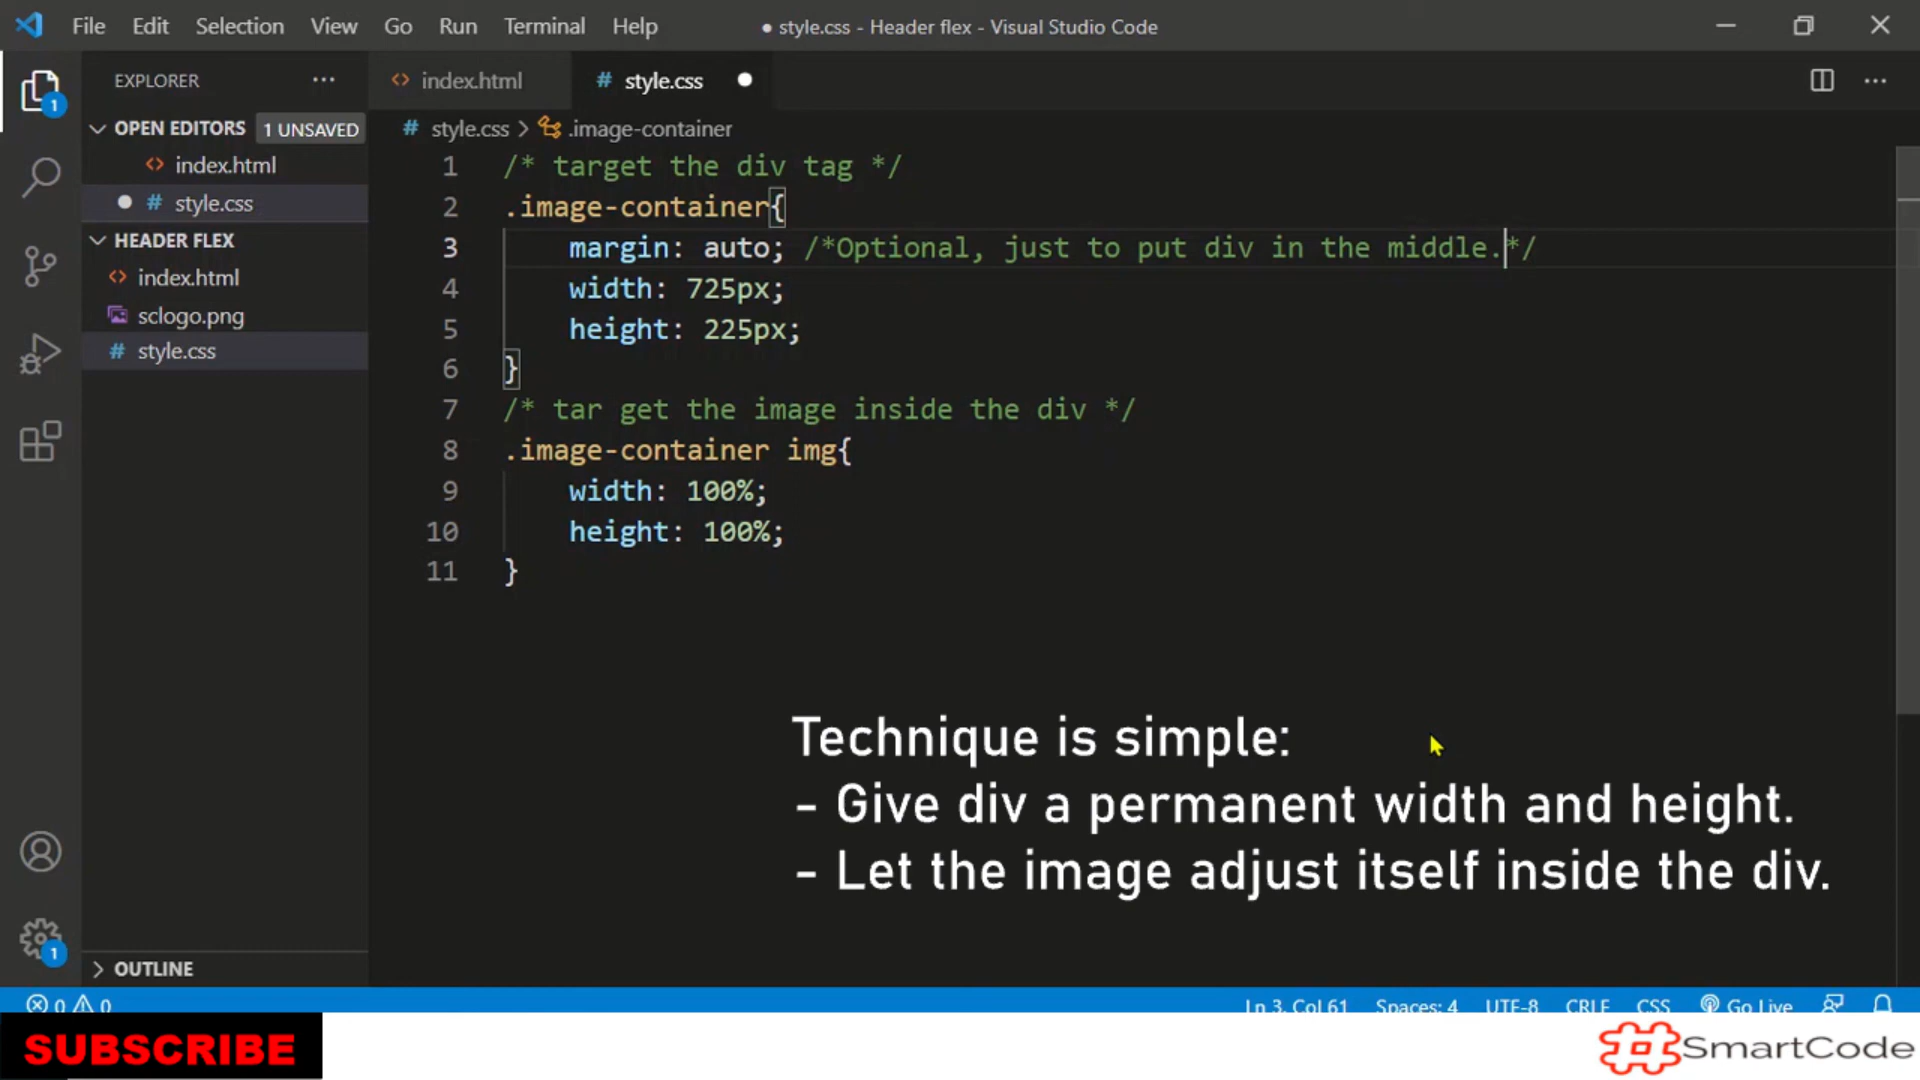 File Edit Selection View Go Run Terminal Help ● style.css - Header flex - Visual Studio Code
EXPLORER ··· <> index.html # style.css ●
OPEN EDITORS 1 UNSAVED
# style.css > .image-container
<> index.html
● # style.css
HEADER FLEX
<> index.html
sclogo.png
# style.css
1 /* target the div tag */
2 .image-container{
3 margin: auto; /*Optional, just to put div in the middle.*/
4 width: 725px;
5 height: 225px;
6 }
7 /* tar get the image inside the div */
8 .image-container img{
9 width: 100%;
10 height: 100%;
11 }
Technique is simple:
- Give div a permanent width and height.
- Let the image adjust itself inside the div.
1
1
OUTLINE
0 0 Ln 3, Col 61 Spaces: 4 UTF-8 CRLF CSS Go Live
SUBSCRIBE
#SmartCode